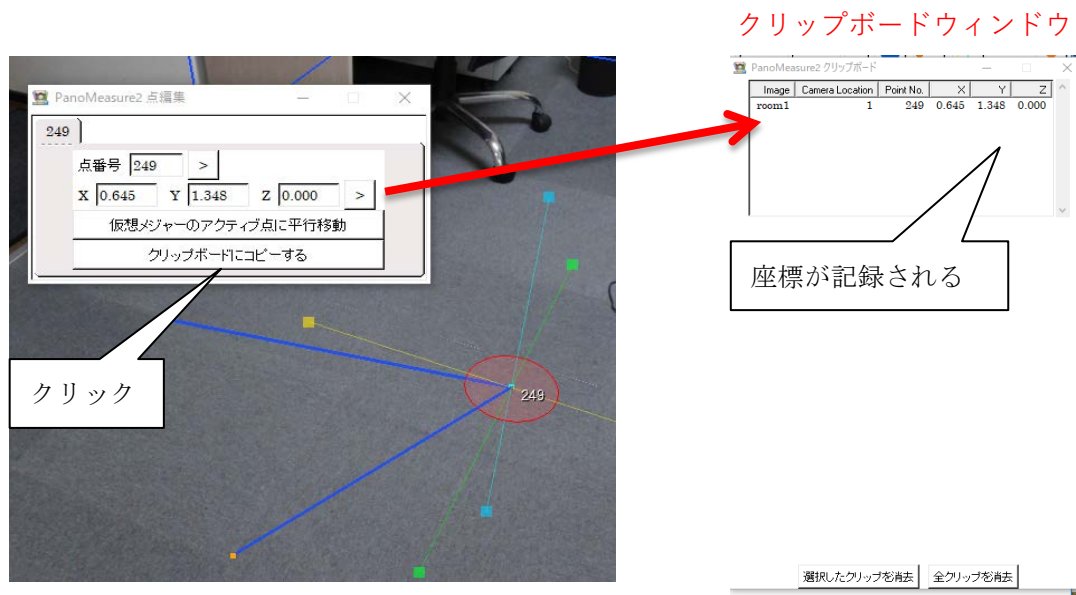 クリップボードウィンドウ
PanoMeasure2 点編集
249
点番号 249 >
X 0.645 Y 1.348 Z 0.000 >
仮想メジャーのアクティブ点に平行移動
クリップボードにコピーする
クリック
249
PanoMeasure2 クリップボード
Image Camera Location Point No. X Y Z
room1 1 249 0.645 1.348 0.000
座標が記録される
選択したクリップを消去 全クリップを消去